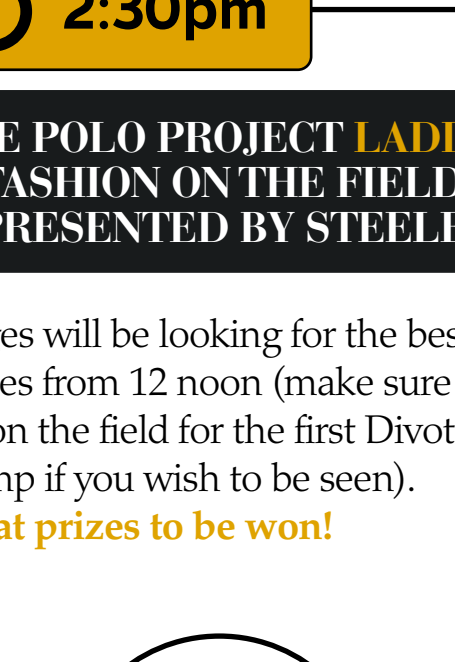 2:30pm
E POLO PROJECT LADI
FASHION ON THE FIELD
PRESENTED BY STEELE
res will be looking for the bes
es from 12 noon (make sure
on the field for the first Divot
mp if you wish to be seen).
at prizes to be won!